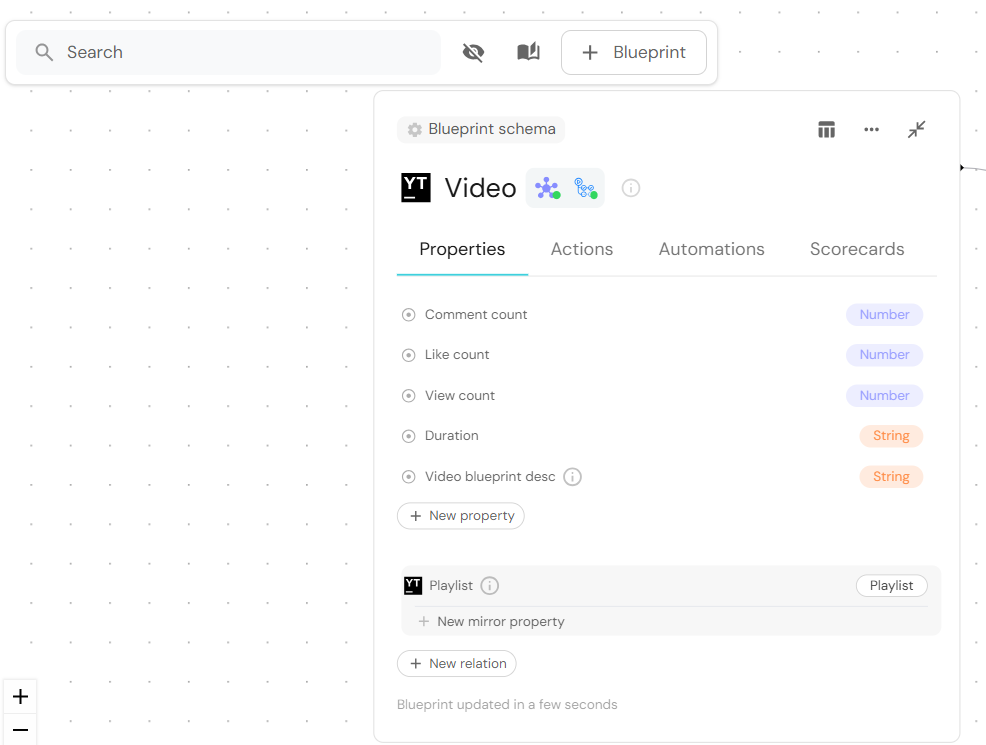 Search
Blueprint
Blueprint schema
YT Video
Properties Actions Automations Scorecards
Comment count Number
Like count Number
View count Number
Duration String
Video blueprint desc String
New property
YT Playlist Playlist
New mirror property
New relation
Blueprint updated in a few seconds